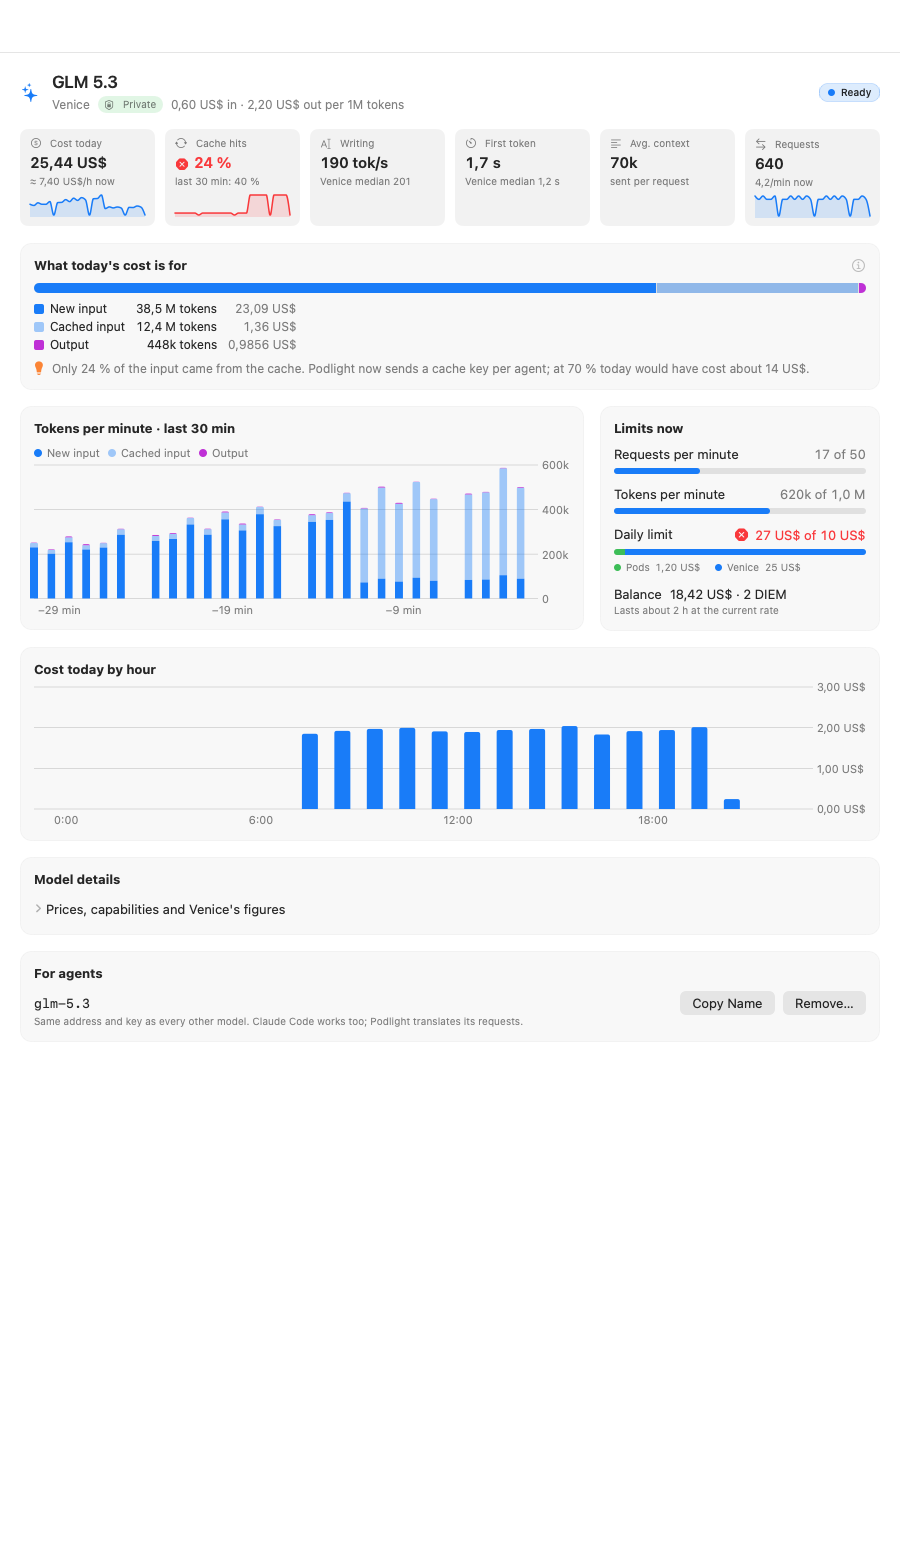 GLM 5.3
Venice Private 0,60 US$ in · 2,20 US$ out per 1M tokens
Ready
Cost today
25,44 US$
≈ 7,40 US$/h now
Cache hits
24 %
last 30 min: 40 %
Writing
190 tok/s
Venice median 201
First token
1,7 s
Venice median 1,2 s
Avg. context
70k
sent per request
Requests
640
4,2/min now
What today's cost is for
New input 38,5 M tokens 23,09 US$
Cached input 12,4 M tokens 1,36 US$
Output 448k tokens 0,9856 US$
Only 24 % of the input came from the cache. Podlight now sends a cache key per agent; at 70 % today would have cost about 14 US$.
Tokens per minute · last 30 min
New input Cached input Output
600k
400k
200k
0
−29 min −19 min −9 min
Limits now
Requests per minute 17 of 50
Tokens per minute 620k of 1,0 M
Daily limit 27 US$ of 10 US$
Pods 1,20 US$ Venice 25 US$
Balance 18,42 US$ · 2 DIEM
Lasts about 2 h at the current rate
Cost today by hour
3,00 US$
2,00 US$
1,00 US$
0,00 US$
0:00 6:00 12:00 18:00
Model details
Prices, capabilities and Venice's figures
For agents
glm-5.3
Copy Name Remove...
Same address and key as every other model. Claude Code works too; Podlight translates its requests.